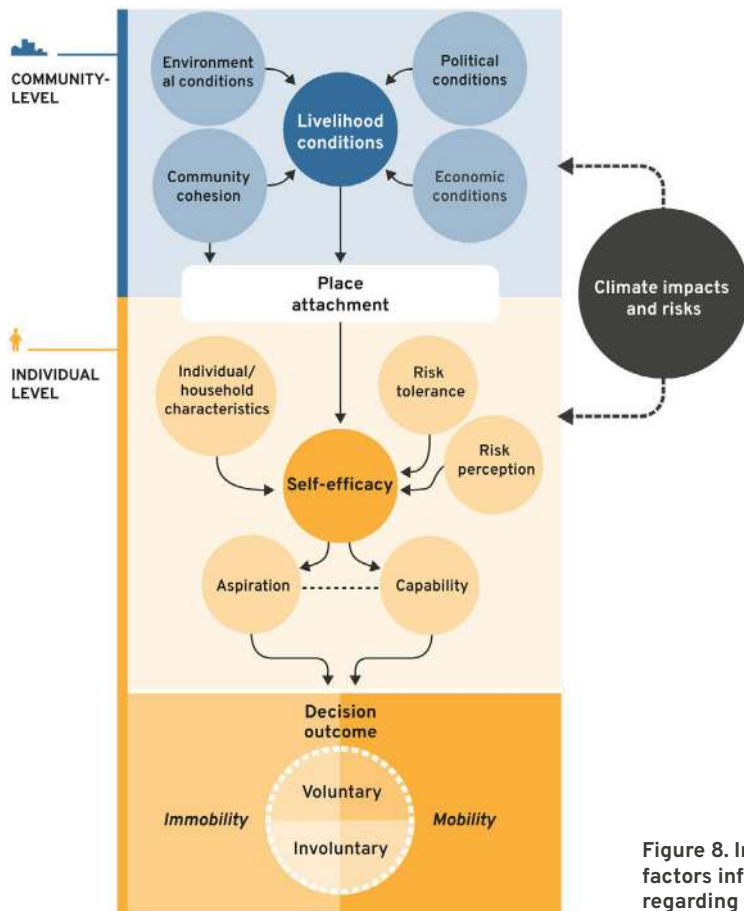 COMMUNITY-
LEVEL
Environment
al conditions
Political
conditions
Livelihood
conditions
Community
cohesion
Economic
conditions
Climate impacts
and risks
Place
attachment
INDIVIDUAL
LEVEL
Individual/
household
characteristics
Risk
tolerance
Risk
perception
Self-efficacy
Aspiration
Capability
Decision
outcome
Voluntary
Immobility
Mobility
Involuntary
Figure 8. I
factors inf
regarding